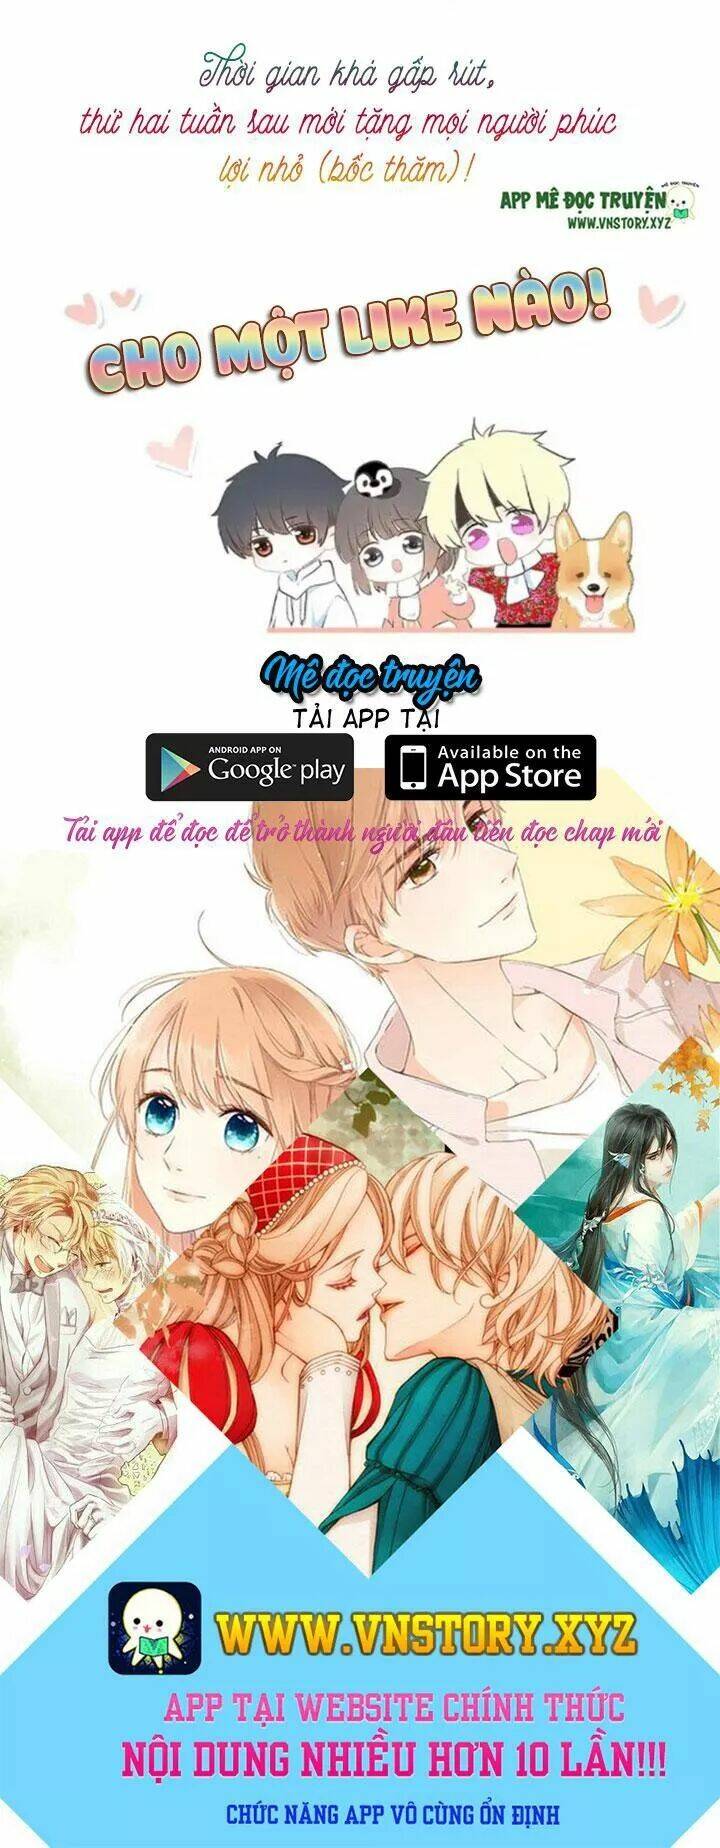 Thời gian khá gấp rút,
thứ hai tuần sau mới tặng mọi người phúc
lợi nhỏ (bốc thăm)!
MÊ ĐỌC TRUYỆN
APP MÊ ĐỌC TRUYỆN
WWW.VNSTORY.XYZ
CHO MỘT LIKE NÀO!
Mê đọc truyện
TẢI APP TẠI
ANDROID APP ON
Google play
Available on the
App Store
Tải app để đọc để trở thành người đầu tiên đọc chap mới
WWW.VNSTORY.XYZ
APP TẠI WEBSITE CHÍNH THỨC
NỘI DUNG NHIỀU HƠN 10 LẦN!!!
CHỨC NĂNG APP VÔ CÙNG ỔN ĐỊNH